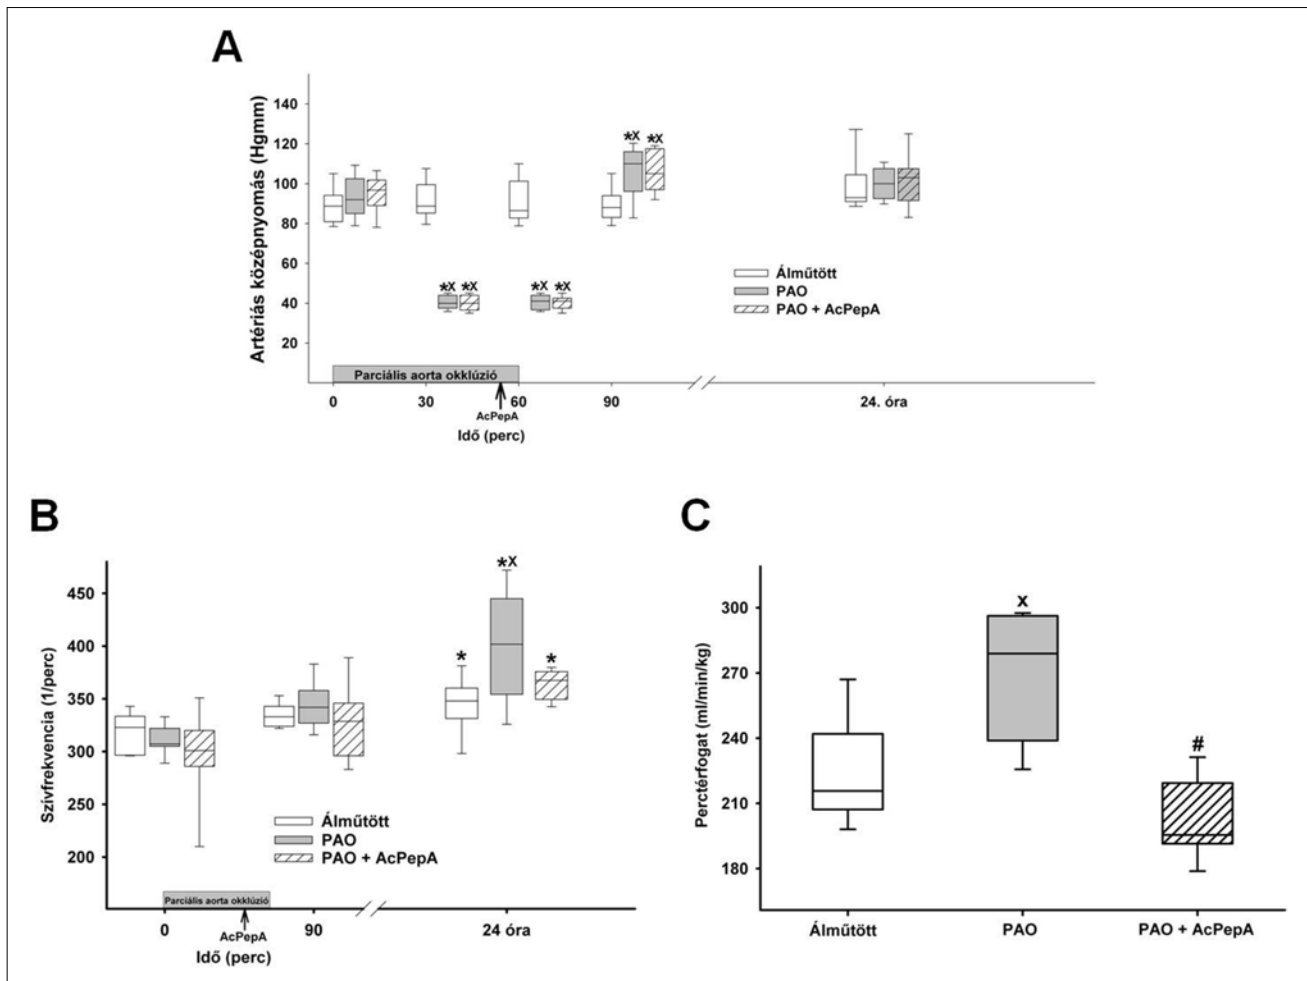 A
Artériás középnyomás (Hgmm)
140
120
100
80
60
40
20
*x *x
*x *x
*x *x
Álműtött
PAO
PAO + AcPepA
Parciális aorta okklúzió
0 30 60 90 24. óra
AcPepA
Idő (perc)
B
Szívfrekvencia (1/perc)
450
400
350
300
250
200
*x
* *
Álműtött
PAO
PAO + AcPepA
Parciális aorta okklúzió
0 90 24 óra
AcPepA
Idő (perc)
C
Perctérfogat (ml/min/kg)
300
270
240
210
180
x
#
Álműtött PAO PAO + AcPepA